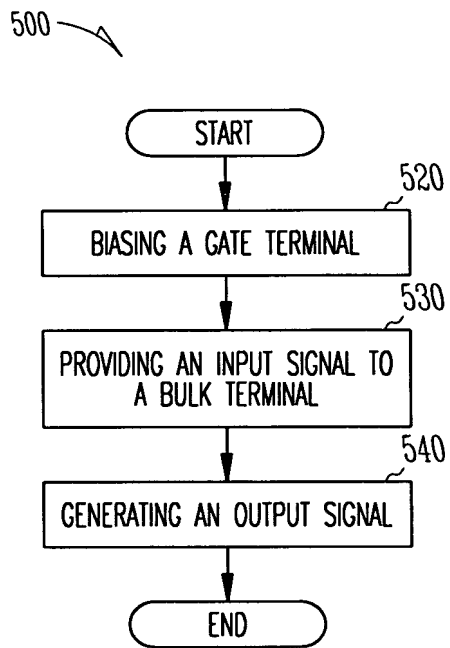 500
START
520
BIASING A GATE TERMINAL
530
PROVIDING AN INPUT SIGNAL TO
A BULK TERMINAL
540
GENERATING AN OUTPUT SIGNAL
END